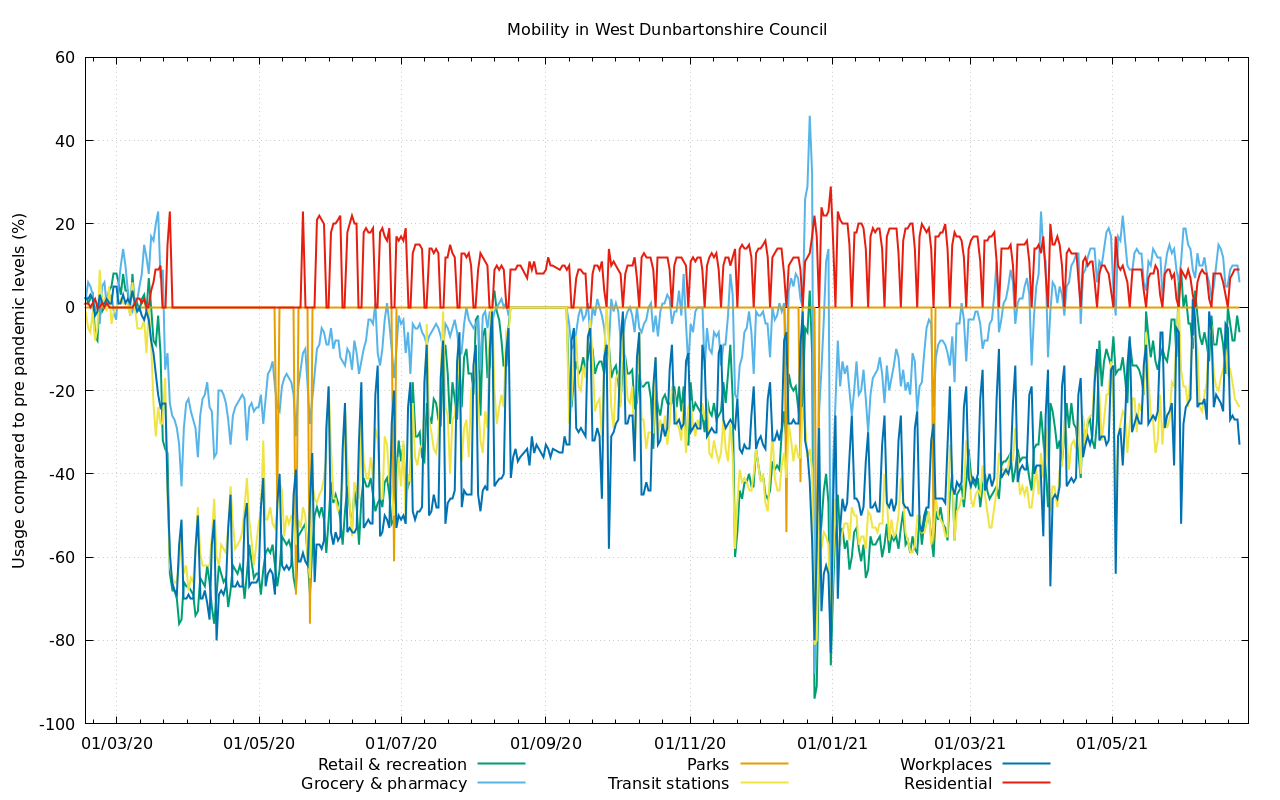 Mobility in West Dunbartonshire Council
Usage compared to pre pandemic levels (%)
60
40
20
0
-20
-40
-60
-80
-100
01/03/20 01/05/20 01/07/20 01/09/20 01/11/20 01/01/21 01/03/21 01/05/21
Retail & recreation Parks Workplaces
Grocery & pharmacy Transit stations Residential